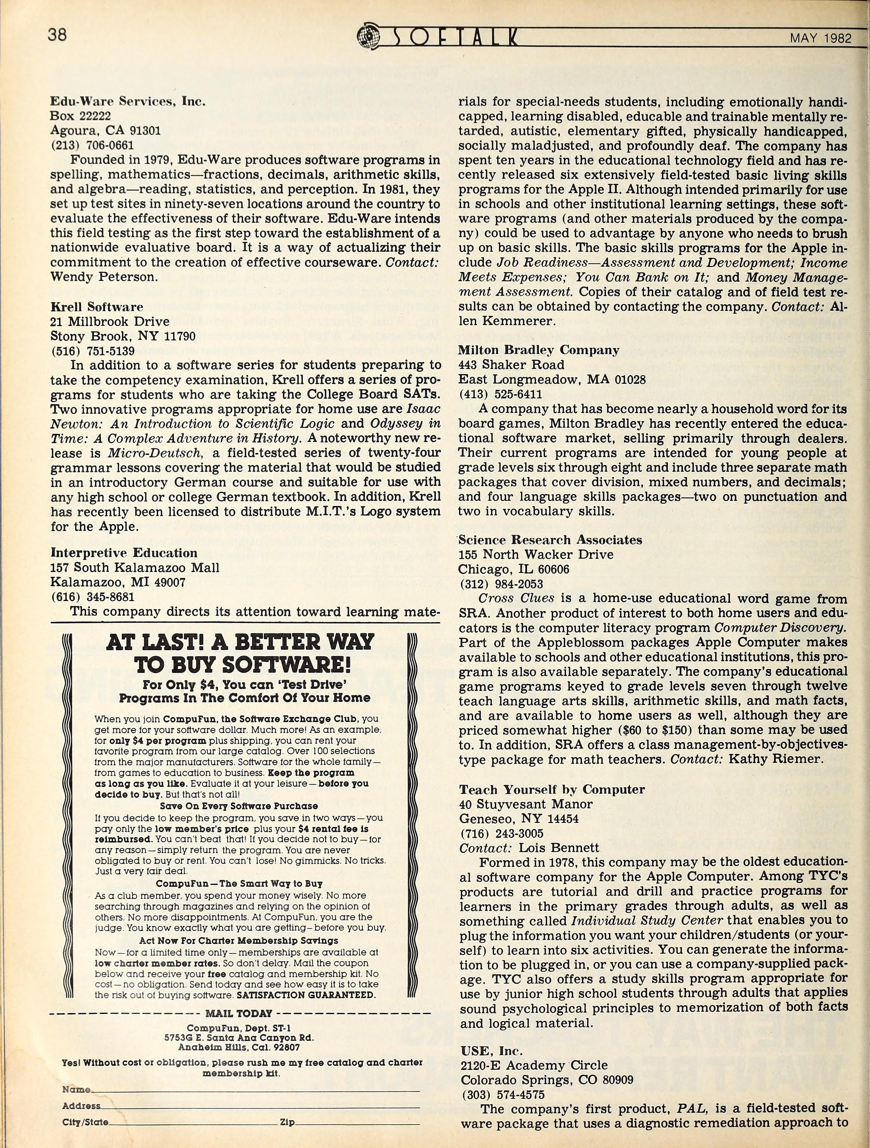 38
SOFTALK
MAY 1982
Edu-Ware Services, Inc.
Box 22222
Agoura, CA 91301
(213) 706-0661
Founded in 1979, Edu-Ware produces software programs in
spelling, mathematics—fractions, decimals, arithmetic skills,
and algebra—reading, statistics, and perception. In 1981, they
set up test sites in ninety-seven locations around the country to
evaluate the effectiveness of their software. Edu-Ware intends
this field testing as the first step toward the establishment of a
nationwide evaluative board. It is a way of actualizing their
commitment to the creation of effective courseware. Contact:
Wendy Peterson.
Krell Software
21 Millbrook Drive
Stony Brook, NY 11790
(516) 751-5139
In addition to a software series for students preparing to
take the competency examination, Krell offers a series of pro-
grams for students who are taking the College Board SATs.
Two innovative programs appropriate for home use are Isaac
Newton: An Introduction to Scientific Logic and Odyssey in
Time: A Complex Adventure in History. A noteworthy new re-
lease is Micro-Deutsch, a field-tested series of twenty-four
grammar lessons covering the material that would be studied
in an introductory German course and suitable for use with
any high school or college German textbook. In addition, Krell
has recently been licensed to distribute M.I.T.'s Logo system
for the Apple.
Interpretive Education
157 South Kalamazoo Mall
Kalamazoo, MI 49007
(616) 345-8681
This company directs its attention toward learning mate-
AT LAST! A BETTER WAY
TO BUY SOFTWARE!
For Only $4, You can 'Test Drive'
Programs In The Comfort Of Your Home
When you join CompuFun, the Software Exchange Club, you
get more for your software dollar. Much more! As an example,
for only $4 per program plus shipping, you can rent your
favorite program from our large catalog. Over 100 selections
from the major manufacturers. Software for the whole family—
from games to education to business. Keep the program
as long as you like. Evaluate it at your leisure—before you
decide to buy. But that's not all!
Save On Every Software Purchase
If you decide to keep the program, you save in two ways—you
pay only the low member's price plus your $4 rental fee is
reimbursed. You can't beat that! If you decide not to buy—for
any reason—simply return the program. You are never
obligated to buy or rent. You can't lose! No gimmicks. No tricks.
Just a very fair deal.
CompuFun—The Smart Way to Buy
As a club member, you spend your money wisely. No more
searching through magazines and relying on the opinion of
others. No more disappointments. At CompuFun, you are the
judge. You know exactly what you are getting—before you buy.
Act Now For Charter Membership Savings
Now—for a limited time only—memberships are available at
low charter member rates. So don't delay. Mail the coupon
below and receive your free catalog and membership kit. No
cost—no obligation. Send today and see how easy it is to take
the risk out of buying software. SATISFACTION GUARANTEED.
MAIL TODAY
CompuFun, Dept. ST-1
5753G E. Santa Ana Canyon Rd.
Anaheim Hills, Cal. 92807
Yes! Without cost or obligation, please rush me my free catalog and charter
membership kit.
Name
Address
City/State Zip
rials for special-needs students, including emotionally handi-
capped, learning disabled, educable and trainable mentally re-
tarded, autistic, elementary gifted, physically handicapped,
socially maladjusted, and profoundly deaf. The company has
spent ten years in the educational technology field and has re-
cently released six extensively field-tested basic living skills
programs for the Apple II. Although intended primarily for use
in schools and other institutional learning settings, these soft-
ware programs (and other materials produced by the compa-
ny) could be used to advantage by anyone who needs to brush
up on basic skills. The basic skills programs for the Apple in-
clude Job Readiness—Assessment and Development; Income
Meets Expenses; You Can Bank on It; and Money Manage-
ment Assessment. Copies of their catalog and of field test re-
sults can be obtained by contacting the company. Contact: Al-
len Kemmerer.
Milton Bradley Company
443 Shaker Road
East Longmeadow, MA 01028
(413) 525-6411
A company that has become nearly a household word for its
board games, Milton Bradley has recently entered the educa-
tional software market, selling primarily through dealers.
Their current programs are intended for young people at
grade levels six through eight and include three separate math
packages that cover division, mixed numbers, and decimals;
and four language skills packages—two on punctuation and
two in vocabulary skills.
Science Research Associates
155 North Wacker Drive
Chicago, IL 60606
(312) 984-2053
Cross Clues is a home-use educational word game from
SRA. Another product of interest to both home users and edu-
cators is the computer literacy program Computer Discovery.
Part of the Appleblossom packages Apple Computer makes
available to schools and other educational institutions, this pro-
gram is also available separately. The company's educational
game programs keyed to grade levels seven through twelve
teach language arts skills, arithmetic skills, and math facts,
and are available to home users as well, although they are
priced somewhat higher ($60 to $150) than some may be used
to. In addition, SRA offers a class management-by-objectives-
type package for math teachers. Contact: Kathy Riemer.
Teach Yourself by Computer
40 Stuyvesant Manor
Geneseo, NY 14454
(716) 243-3005
Contact: Lois Bennett
Formed in 1978, this company may be the oldest education-
al software company for the Apple Computer. Among TYC's
products are tutorial and drill and practice programs for
learners in the primary grades through adults, as well as
something called Individual Study Center that enables you to
plug the information you want your children/students (or your-
self) to learn into six activities. You can generate the informa-
tion to be plugged in, or you can use a company-supplied pack-
age. TYC also offers a study skills program appropriate for
use by junior high school students through adults that applies
sound psychological principles to memorization of both facts
and logical material.
USE, Inc.
2120-E Academy Circle
Colorado Springs, CO 80909
(303) 574-4575
The company's first product, PAL, is a field-tested soft-
ware package that uses a diagnostic remediation approach to